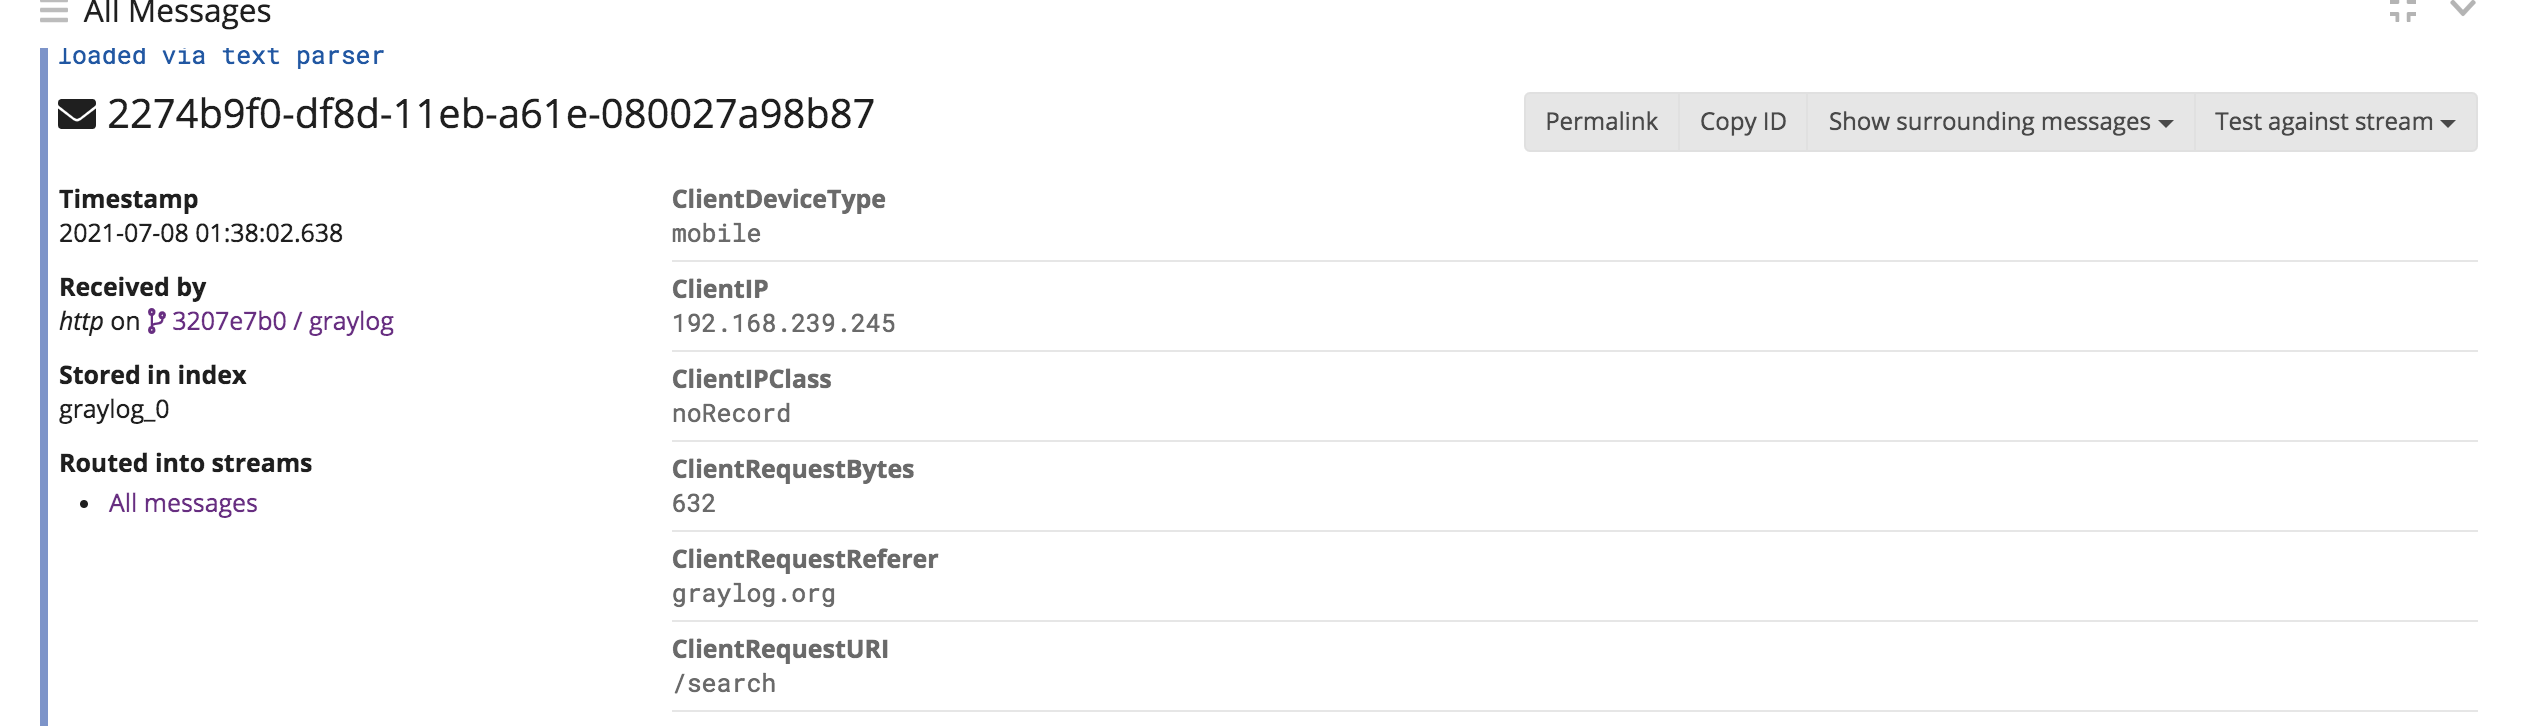 All Messages
loaded via text parser
2274b9f0-df8d-11eb-a61e-080027a98b87
Permalink
Copy ID
Show surrounding messages
Test against stream
Timestamp
2021-07-08 01:38:02.638
Received by
http on 3207e7b0 / graylog
Stored in index
graylog_0
Routed into streams
• All messages
ClientDeviceType
mobile
ClientIP
192.168.239.245
ClientIPClass
noRecord
ClientRequestBytes
632
ClientRequestReferer
graylog.org
ClientRequestURI
/search